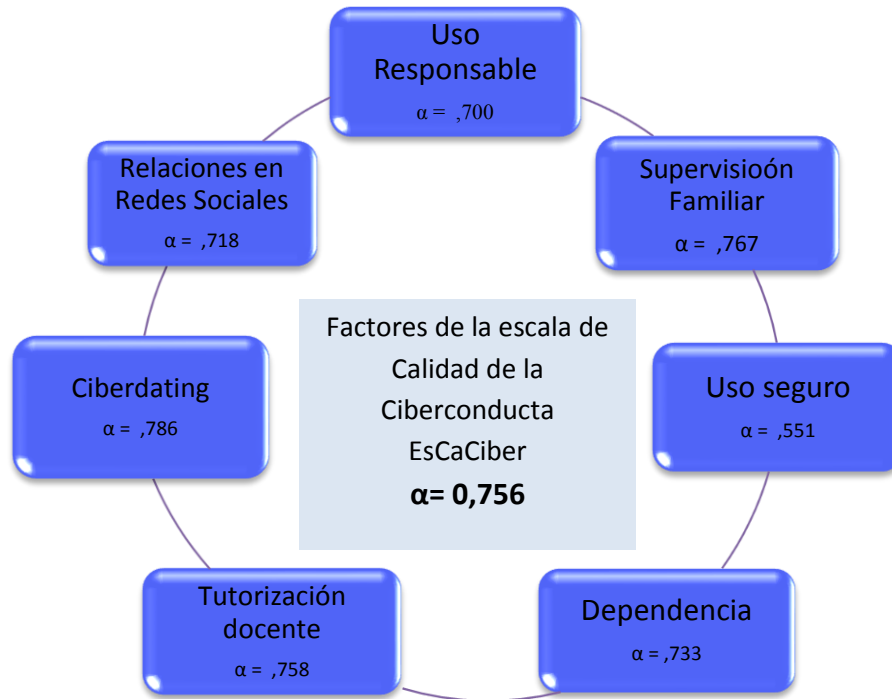 Uso
Responsable
α = ,700
Supervisioón
Familiar
α = ,767
Uso seguro
α = ,551
Dependencia
α = ,733
Tutorización
docente
α = ,758
Ciberdating
α = ,786
Relaciones en
Redes Sociales
α = ,718
Factores de la escala de
Calidad de la
Ciberconducta
EsCaCiber
α= 0,756